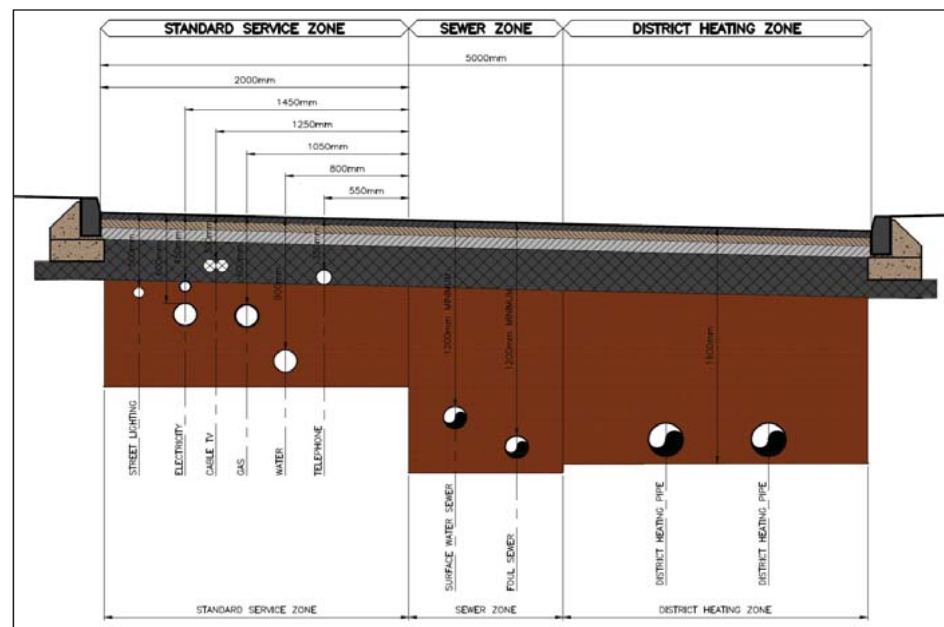 STANDARD SERVICE ZONE
SEWER ZONE
DISTRICT HEATING ZONE
5000mm
2000mm
1450mm
1250mm
1050mm
800mm
550mm
1200mm MINIMUM
1200mm MINIMUM
STREET LIGHTING
ELECTRICITY
CABLE TV
GAS
WATER
TELEPHONE
SURFACE WATER SEWER
FOUL SEWER
DISTRICT HEATING PIPE
DISTRICT HEATING PIPE
STANDARD SERVICE ZONE
SEWER ZONE
DISTRICT HEATING ZONE